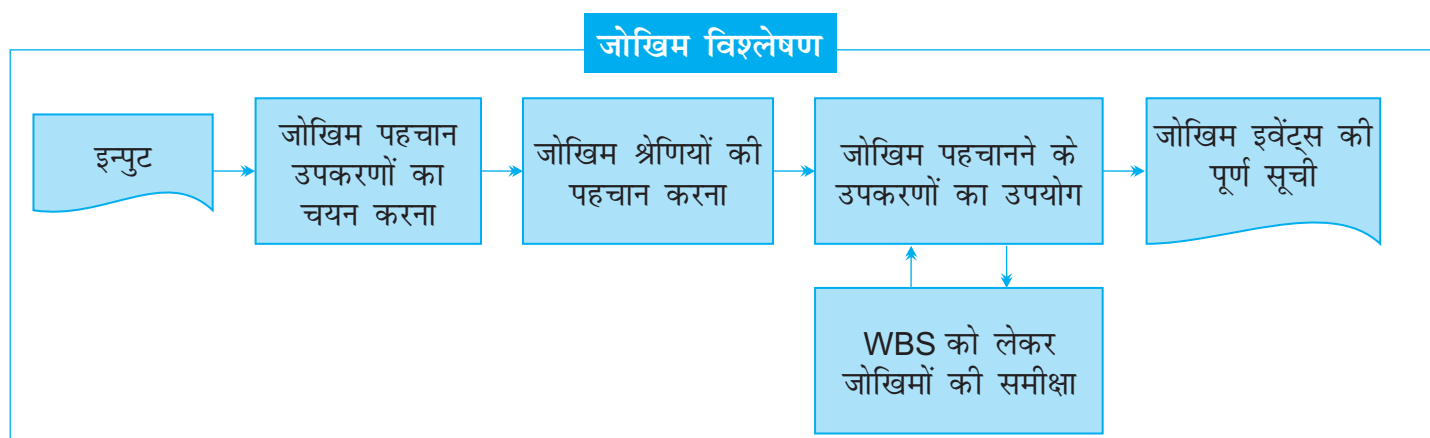 जोखिम विश्लेषण
इन्पुट
जोखिम पहचान
उपकरणों का
चयन करना
जोखिम श्रेणियों की
पहचान करना
जोखिम पहचानने के
उपकरणों का उपयोग
जोखिम इवेंट्स की
पूर्ण सूची
WBS को लेकर
जोखिमों की समीक्षा